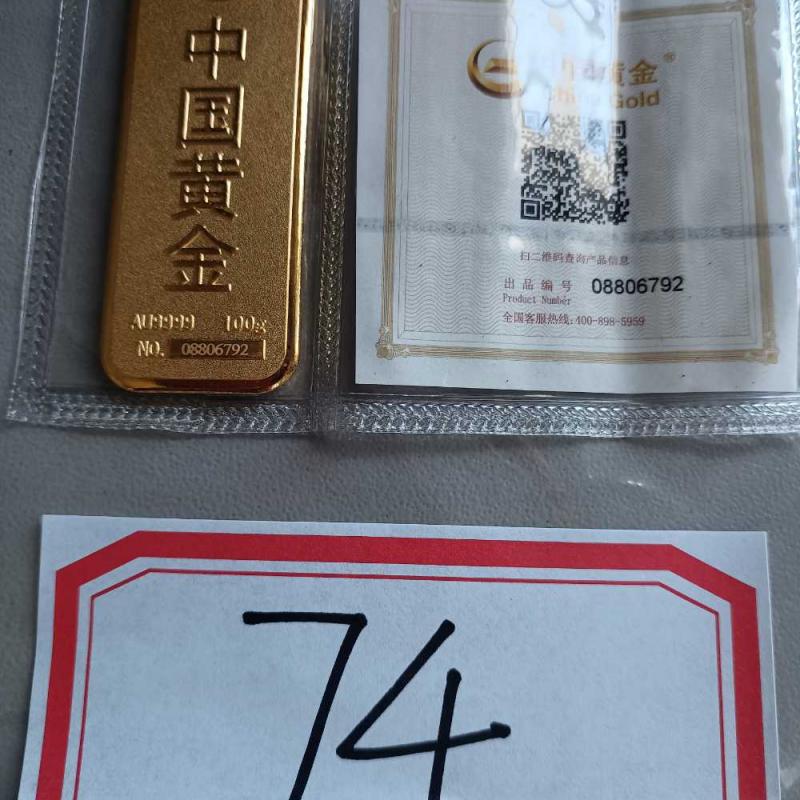 中国黄金
AU9999 100g
NO. 08806792
黄金®
Gold
扫二维码查询产品信息
出品编号 08806792
Product Number
全国客服热线:400-898-5959
74